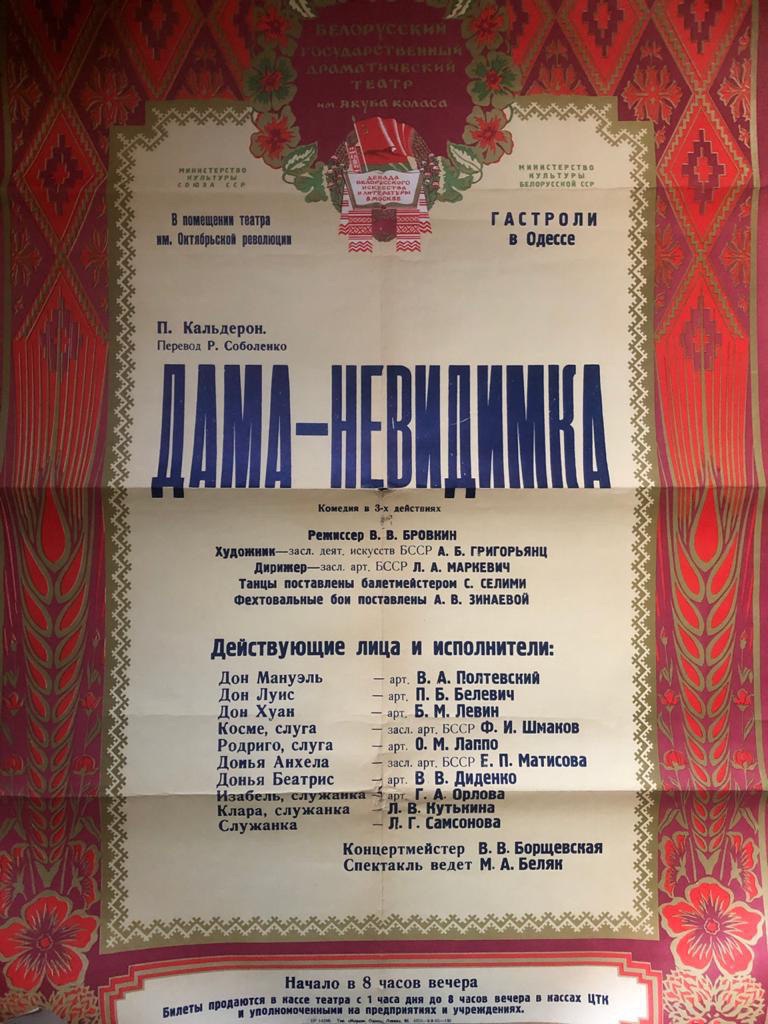 БЕЛОРУССКИЙ
ГОСУДАРСТВЕННЫЙ
ДРАМАТИЧЕСКИЙ
ТЕАТР
им. ЯКУБА КОЛАСА
ДЕКАДА
БЕЛОРУССКОГО
ИСКУССТВА
И ЛИТЕРАТУРЫ
В МОСКВЕ
МИНИСТЕРСТВО
КУЛЬТУРЫ
СОЮЗА ССР
МИНИСТЕРСТВО
КУЛЬТУРЫ
БЕЛОРУССКОЙ ССР
В помещении театра
им. Октябрьской революции
ГАСТРОЛИ
в Одессе
П. Кальдерон.
Перевод Р. Соболенко
ДАМА—НЕВИДИМКА
Комедия в 3-х действиях
Режиссер В. В. БРОВКИН
Художник—засл. деят. искусств БССР А. Б. ГРИГОРЬЯНЦ
Дирижер—засл. арт. БССР Л. А. МАРКЕВИЧ
Танцы поставлены балетмейстером С. СЕЛИМИ
Фехтовальные бои поставлены А. В. ЗИНАЕВОЙ
Действующие лица и исполнители:
Дон Мануэль — арт. В. А. Полтевский
Дон Луис — арт. П. Б. Белевич
Дон Хуан — арт. Б. М. Левин
Косме, слуга — засл. арт. БССР Ф. И. Шмаков
Родриго, слуга — арт. О. М. Лаппо
Донья Анхела — засл. арт. БССР Е. П. Матисова
Донья Беатрис — арт. В. В. Диденко
Изабель, служанка — арт. Г. А. Орлова
Клара, служанка — Л. В. Кутькина
Служанка — Л. Г. Самсонова
Концертмейстер В. В. Борщевская
Спектакль ведет М. А. Беляк
Начало в 8 часов вечера
Билеты продаются в кассе театра с 1 часа дня до 8 часов вечера в кассах ЦТК
и уполномоченными на предприятиях и учреждениях.